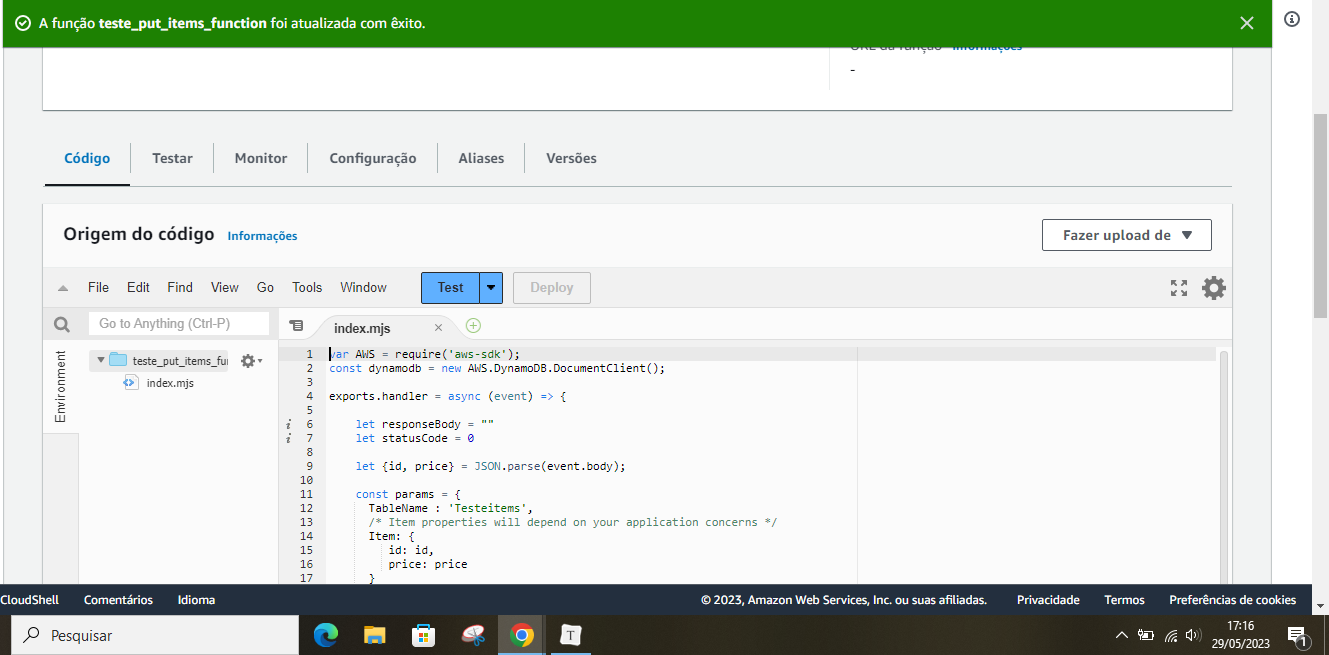 A função teste_put_items_function foi atualizada com êxito.
URL da função Informações
-
Código Testar Monitor Configuração Aliases Versões
Origem do código Informações
Fazer upload de
File Edit Find View Go Tools Window Test Deploy
Go to Anything (Ctrl-P)
index.mjs
Environment
teste_put_items_fu
index.mjs
1 var AWS = require('aws-sdk');
2 const dynamodb = new AWS.DynamoDB.DocumentClient();
3
4 exports.handler = async (event) => {
5
6 let responseBody = ""
7 let statusCode = 0
8
9 let {id, price} = JSON.parse(event.body);
10
11 const params = {
12 TableName : 'Testeitems',
13 /* Item properties will depend on your application concerns */
14 Item: {
15 id: id,
16 price: price
17 }
CloudShell Comentários Idioma © 2023, Amazon Web Services, Inc. ou suas afiliadas. Privacidade Termos Preferências de cookies
Pesquisar
T
17:16
29/05/2023
1